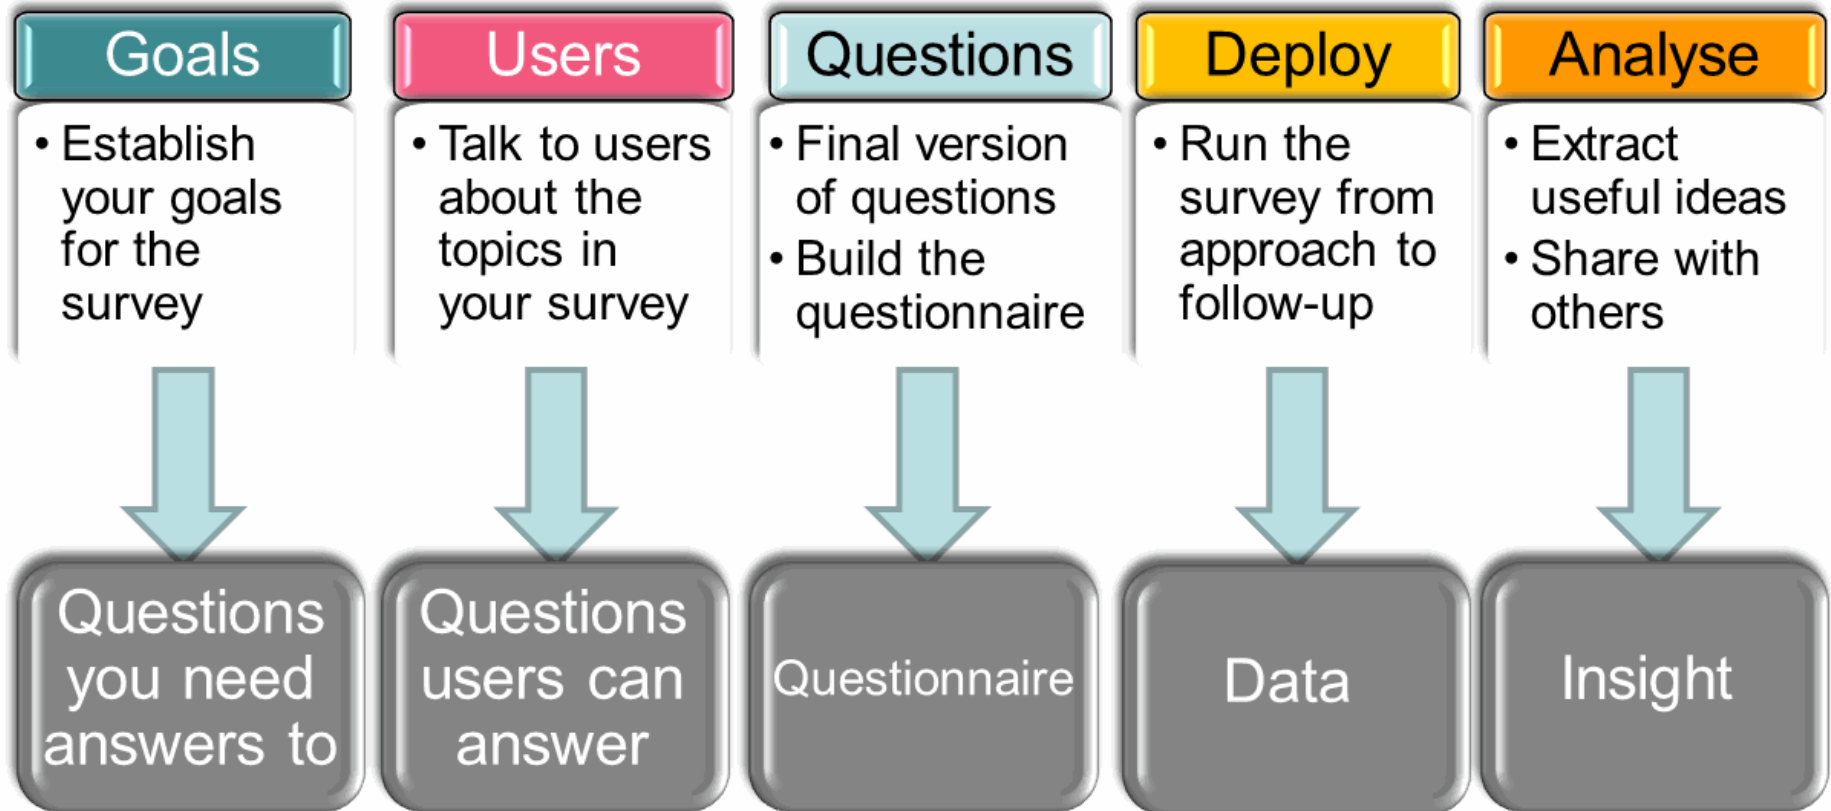 Goals
• Establish
your goals
for the
survey
Questions
you need
answers to
Users
• Talk to users
about the
topics in
your survey
Questions
users can
answer
Questions
• Final version
of questions
• Build the
questionnaire
Questionnaire
Deploy
• Run the
survey from
approach to
follow-up
Data
Analyse
• Extract
useful ideas
• Share with
others
Insight